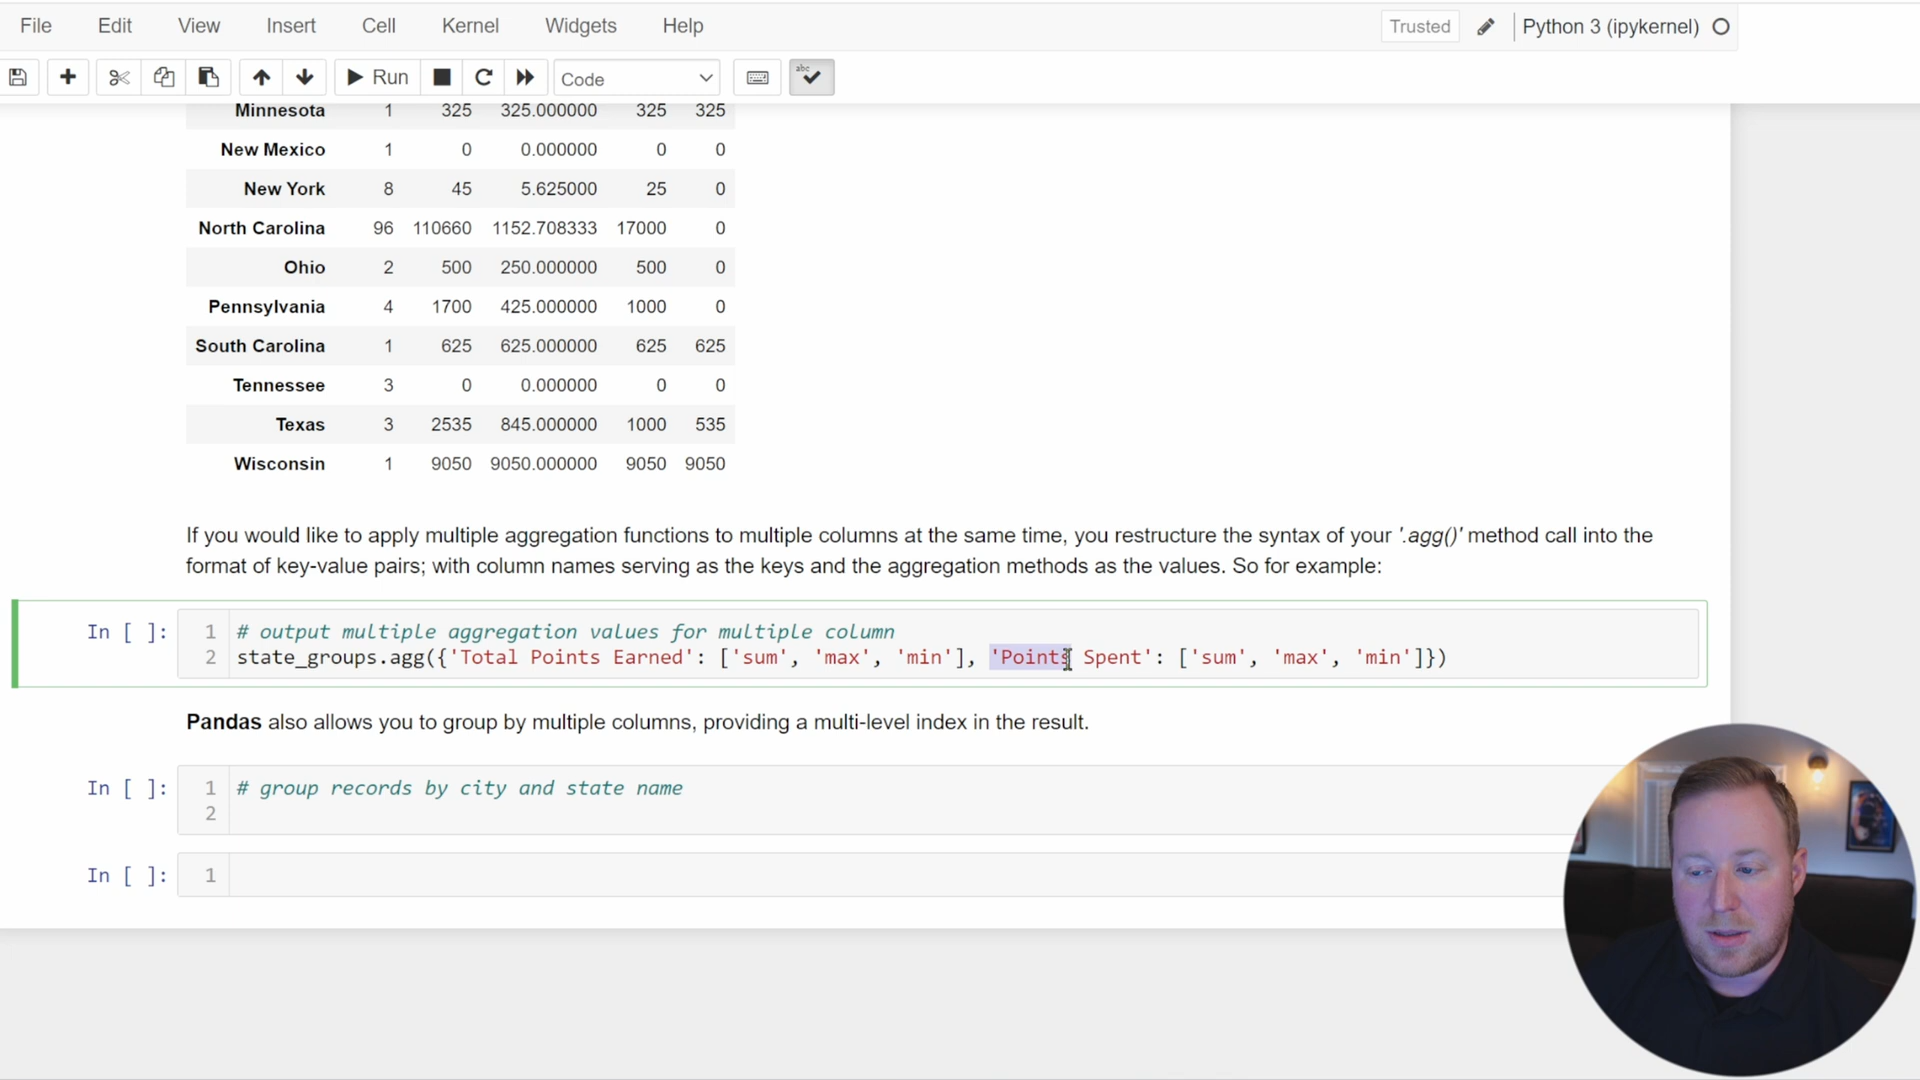 File Edit View Insert Cell Kernel Widgets Help Trusted Python 3 (ipykernel)
Run Code abc
Minnesota 1 325 325.000000 325 325
New Mexico 1 0 0.000000 0 0
New York 8 45 5.625000 25 0
North Carolina 96 110660 1152.708333 17000 0
Ohio 2 500 250.000000 500 0
Pennsylvania 4 1700 425.000000 1000 0
South Carolina 1 625 625.000000 625 625
Tennessee 3 0 0.000000 0 0
Texas 3 2535 845.000000 1000 535
Wisconsin 1 9050 9050.000000 9050 9050
If you would like to apply multiple aggregation functions to multiple columns at the same time, you restructure the syntax of your '.agg()' method call into the
format of key-value pairs; with column names serving as the keys and the aggregation methods as the values. So for example:
In [ ]: 1 # output multiple aggregation values for multiple column
2 state_groups.agg({'Total Points Earned': ['sum', 'max', 'min'], 'Points Spent': ['sum', 'max', 'min']})
Pandas also allows you to group by multiple columns, providing a multi-level index in the result.
In [ ]: 1 # group records by city and state name
2
In [ ]: 1